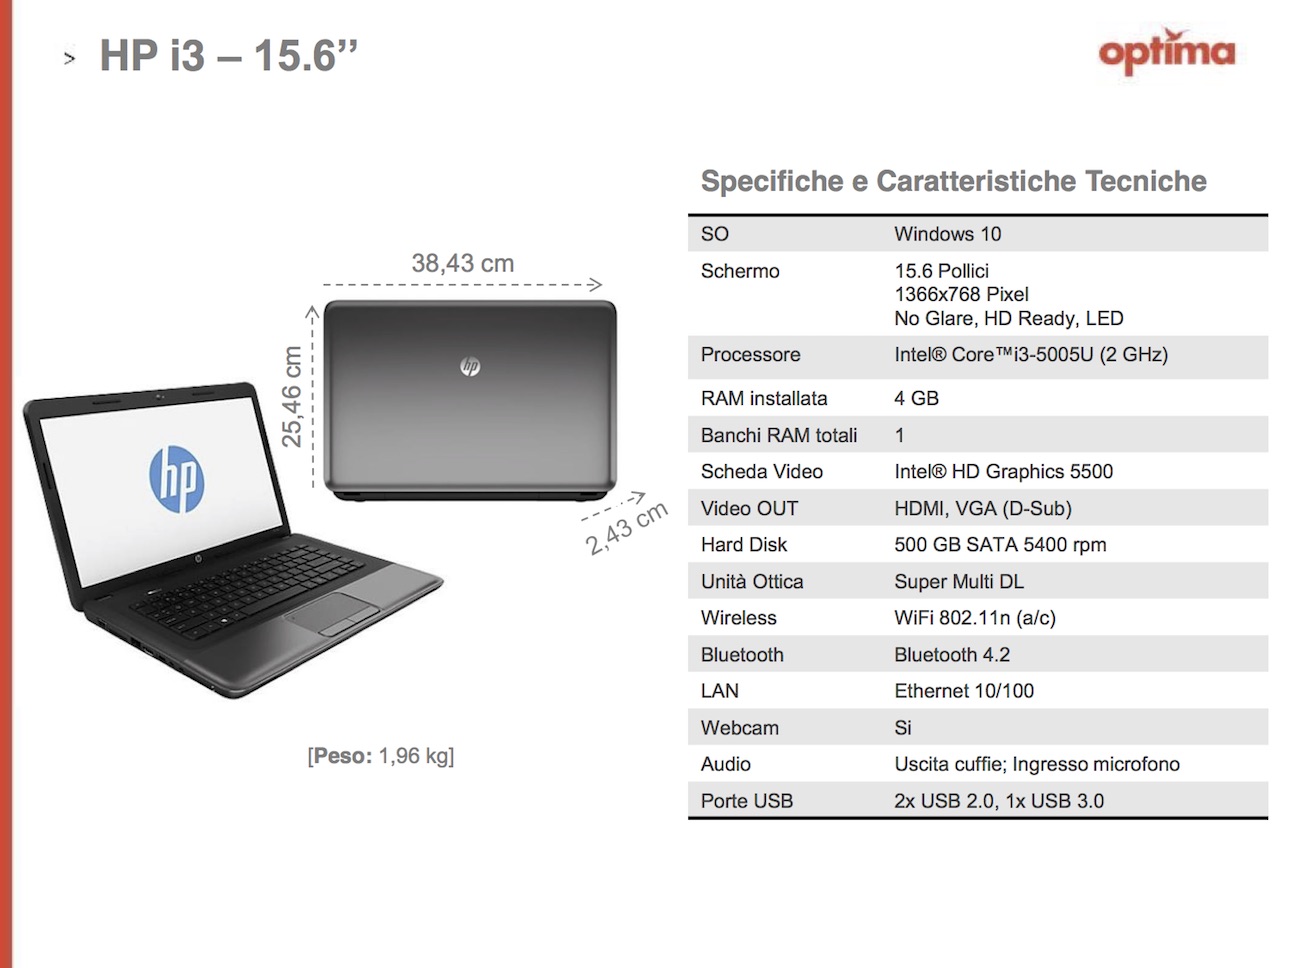 > HP i3 – 15.6’’
optima
Specifiche e Caratteristiche Tecniche
SO Windows 10
Schermo 15.6 Pollici
1366x768 Pixel
No Glare, HD Ready, LED
Processore Intel® Core™i3-5005U (2 GHz)
RAM installata 4 GB
Banchi RAM totali 1
Scheda Video Intel® HD Graphics 5500
Video OUT HDMI, VGA (D-Sub)
Hard Disk 500 GB SATA 5400 rpm
Unità Ottica Super Multi DL
Wireless WiFi 802.11n (a/c)
Bluetooth Bluetooth 4.2
LAN Ethernet 10/100
Webcam Si
Audio Uscita cuffie; Ingresso microfono
Porte USB 2x USB 2.0, 1x USB 3.0
38,43 cm
25,46 cm
2,43 cm
hp
hp
[Peso: 1,96 kg]